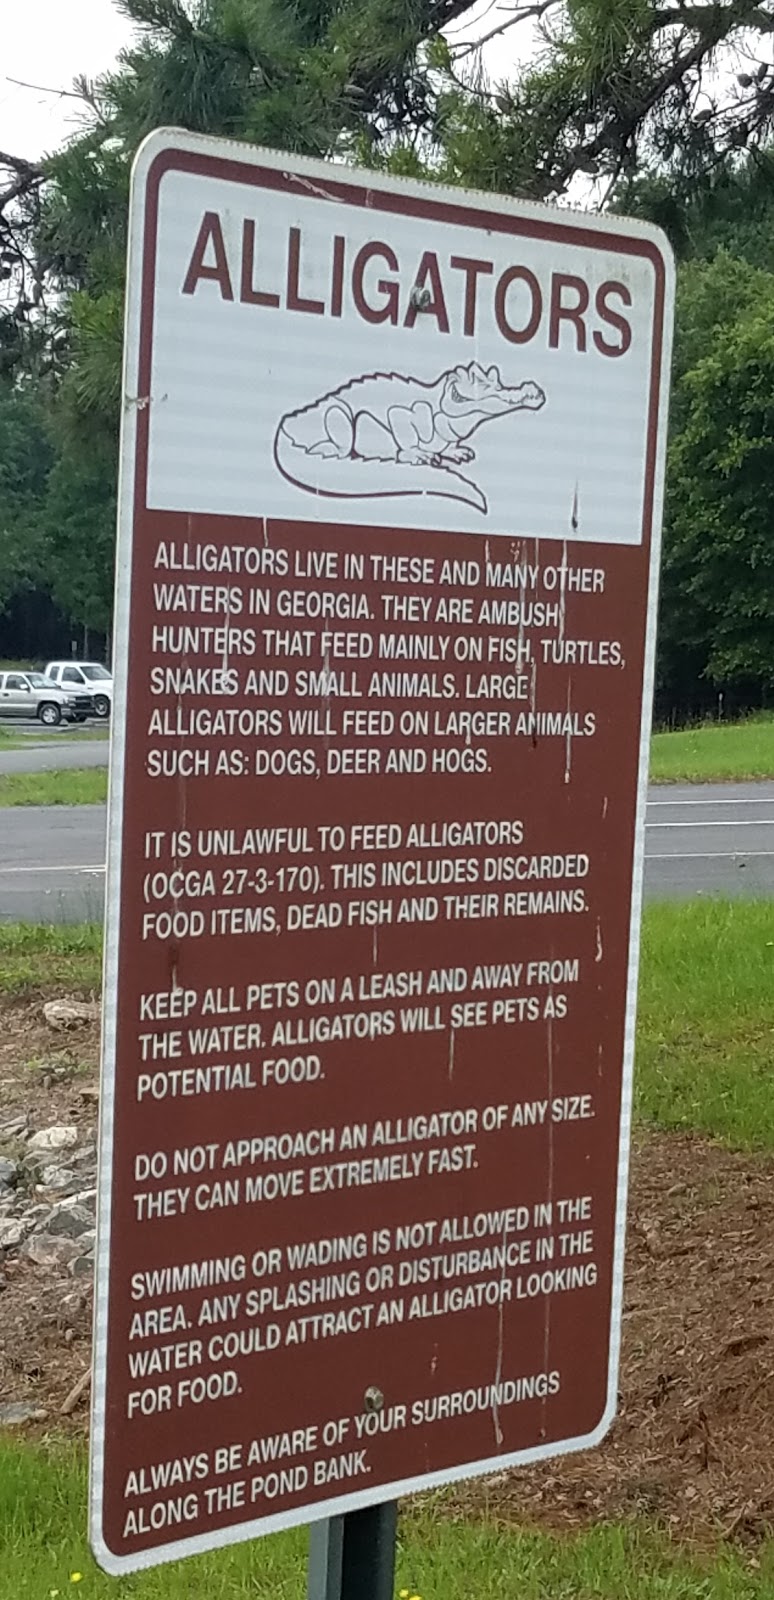 ALLIGATORS
ALLIGATORS LIVE IN THESE AND MANY OTHER
WATERS IN GEORGIA. THEY ARE AMBUSH
HUNTERS THAT FEED MAINLY ON FISH, TURTLES,
SNAKES AND SMALL ANIMALS. LARGE
ALLIGATORS WILL FEED ON LARGER ANIMALS
SUCH AS: DOGS, DEER AND HOGS.
IT IS UNLAWFUL TO FEED ALLIGATORS
(OCGA 27-3-170). THIS INCLUDES DISCARDED
FOOD ITEMS, DEAD FISH AND THEIR REMAINS.
KEEP ALL PETS ON A LEASH AND AWAY FROM
THE WATER. ALLIGATORS WILL SEE PETS AS
POTENTIAL FOOD.
DO NOT APPROACH AN ALLIGATOR OF ANY SIZE.
THEY CAN MOVE EXTREMELY FAST.
SWIMMING OR WADING IS NOT ALLOWED IN THE
AREA. ANY SPLASHING OR DISTURBANCE IN THE
WATER COULD ATTRACT AN ALLIGATOR LOOKING
FOR FOOD.
ALWAYS BE AWARE OF YOUR SURROUNDINGS
ALONG THE POND BANK.